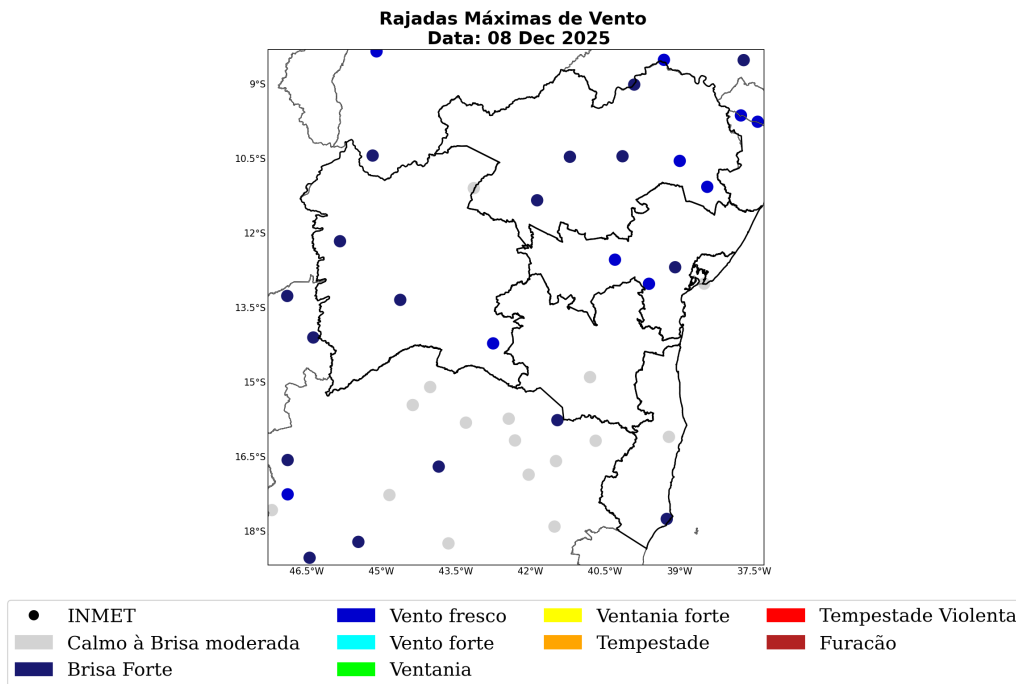 Rajadas Máximas de Vento
Data: 08 Dec 2025
9°S
10.5°S
12°S
13.5°S
15°S
16.5°S
18°S
46.5°W 45°W 43.5°W 42°W 40.5°W 39°W 37.5°W
INMET Vento fresco Ventania forte Tempestade Violenta
Calmo à Brisa moderada Vento forte Tempestade Furacão
Brisa Forte Ventania